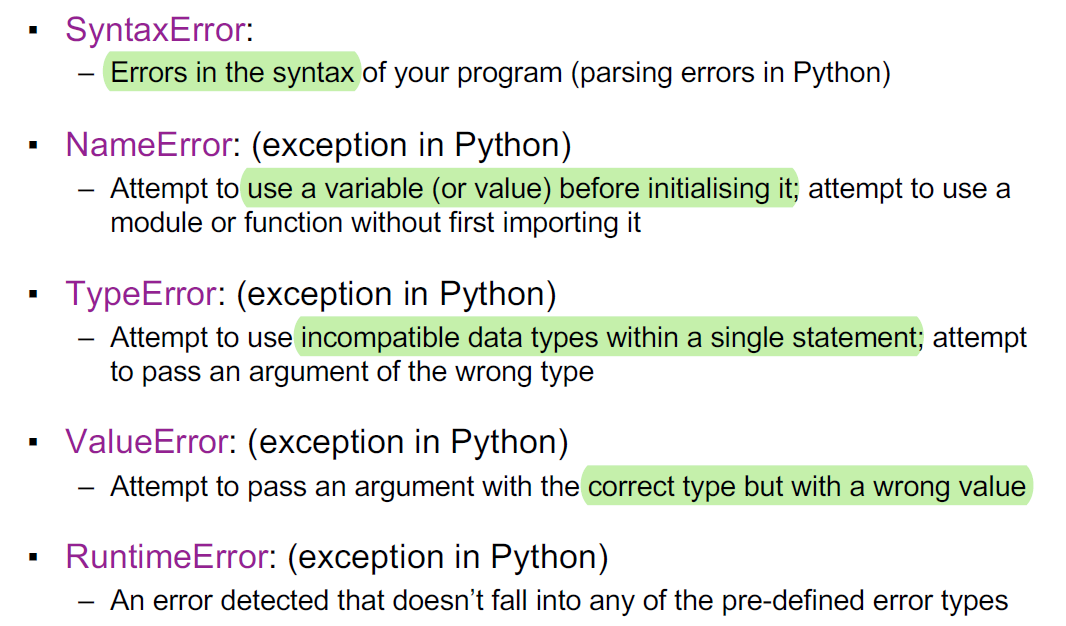 ▪ SyntaxError:
– Errors in the syntax of your program (parsing errors in Python)
▪ NameError: (exception in Python)
– Attempt to use a variable (or value) before initialising it; attempt to use a
module or function without first importing it
▪ TypeError: (exception in Python)
– Attempt to use incompatible data types within a single statement; attempt
to pass an argument of the wrong type
▪ ValueError: (exception in Python)
– Attempt to pass an argument with the correct type but with a wrong value
▪ RuntimeError: (exception in Python)
– An error detected that doesn’t fall into any of the pre-defined error types